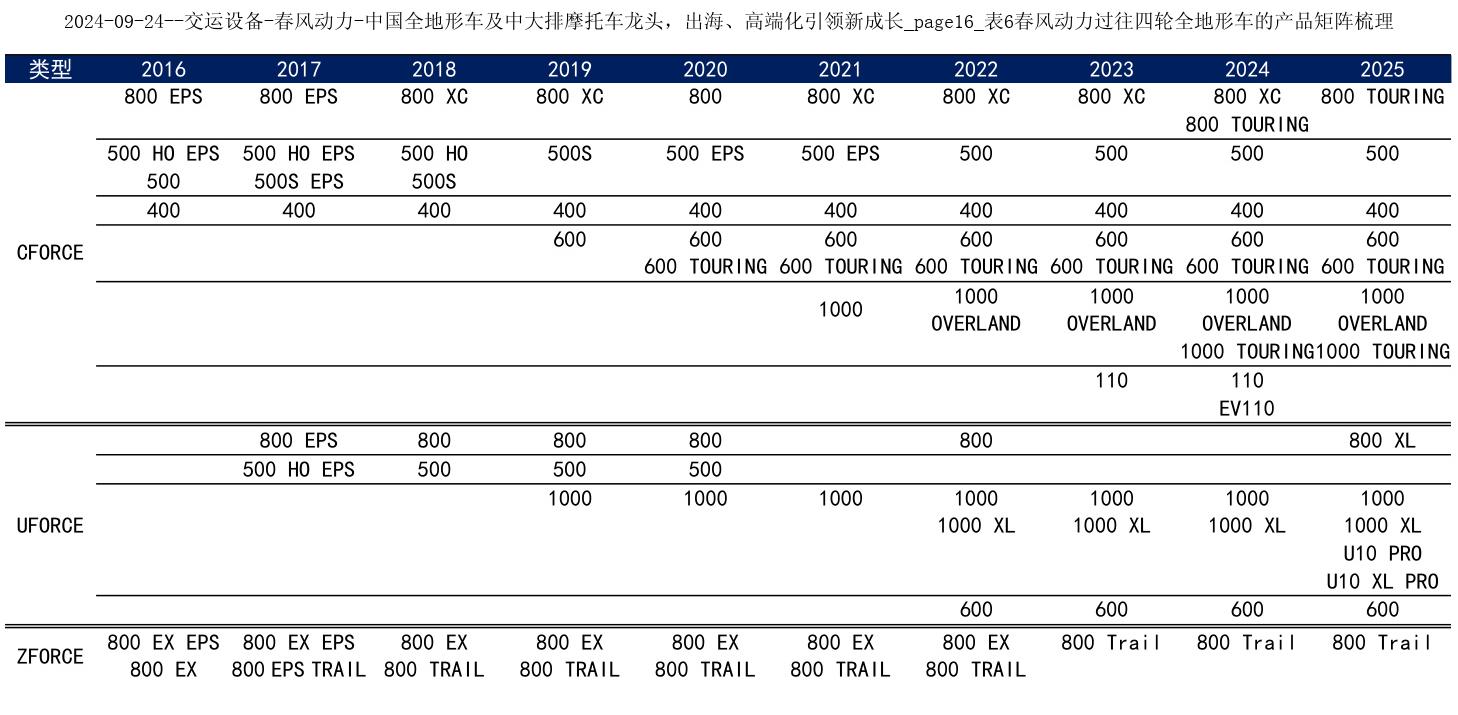 2024-09-24--交运设备-春风动力-中国全地形车及中大排摩托车龙头，出海、高端化引领新成长_page16_表6春风动力过往四轮全地形车的产品矩阵梳理
类型 2016 2017 2018 2019 2020 2021 2022 2023 2024 2025
800 EPS 800 EPS 800 XC 800 XC 800 800 XC 800 XC 800 XC 800 XC 800 TOURING
800 TOURING
500 HO EPS 500 HO EPS 500 HO 500S 500 EPS 500 EPS 500 500 500 500
500 500S EPS 500S
400 400 400 400 400 400 400 400 400 400
CFORCE
600 600 600 600 600 600 600
600 TOURING 600 TOURING 600 TOURING 600 TOURING 600 TOURING 600 TOURING
1000 1000 1000 1000 1000
OVERLAND OVERLAND OVERLAND OVERLAND
1000 TOURING 1000 TOURING
110 110
EV110
800 EPS 800 800 800 800 800 XL
500 HO EPS 500 500 500
UFORCE
1000 1000 1000 1000 1000 1000 1000
1000 XL 1000 XL 1000 XL 1000 XL
U10 PRO
U10 XL PRO
600 600 600 600
ZFORCE
800 EX EPS 800 EX EPS 800 EX 800 EX 800 EX 800 EX 800 EX 800 Trail 800 Trail 800 Trail
800 EX 800 EPS TRAIL 800 TRAIL 800 TRAIL 800 TRAIL 800 TRAIL 800 TRAIL